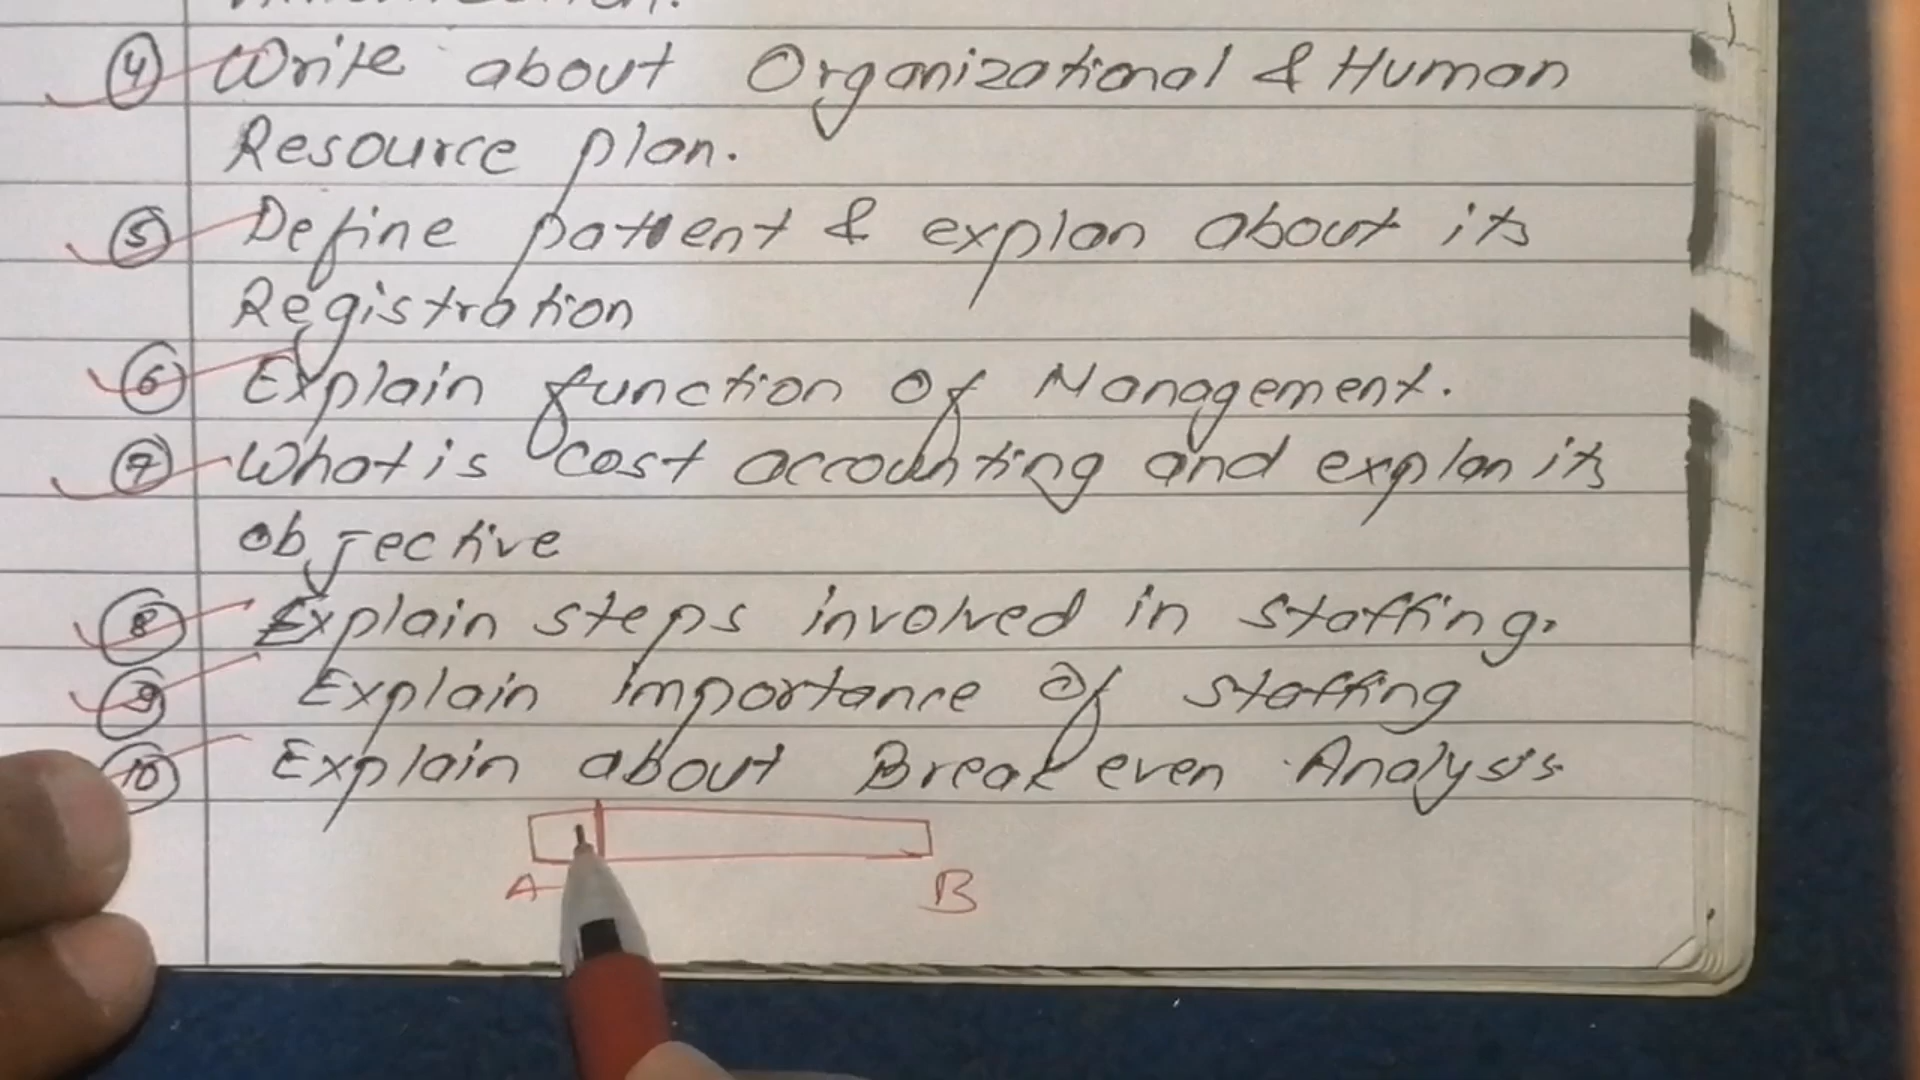 ④ Write about Organizational & Human
Resource plan.
⑤ Define patient & explan about its
Registration
⑥ Explain function of Management.
⑦ What is cost accounting and explan its
objective
⑧ Explain steps involved in staffing.
⑨ Explain importance of staffing
⑩ Explain about Break even Analysis
A B